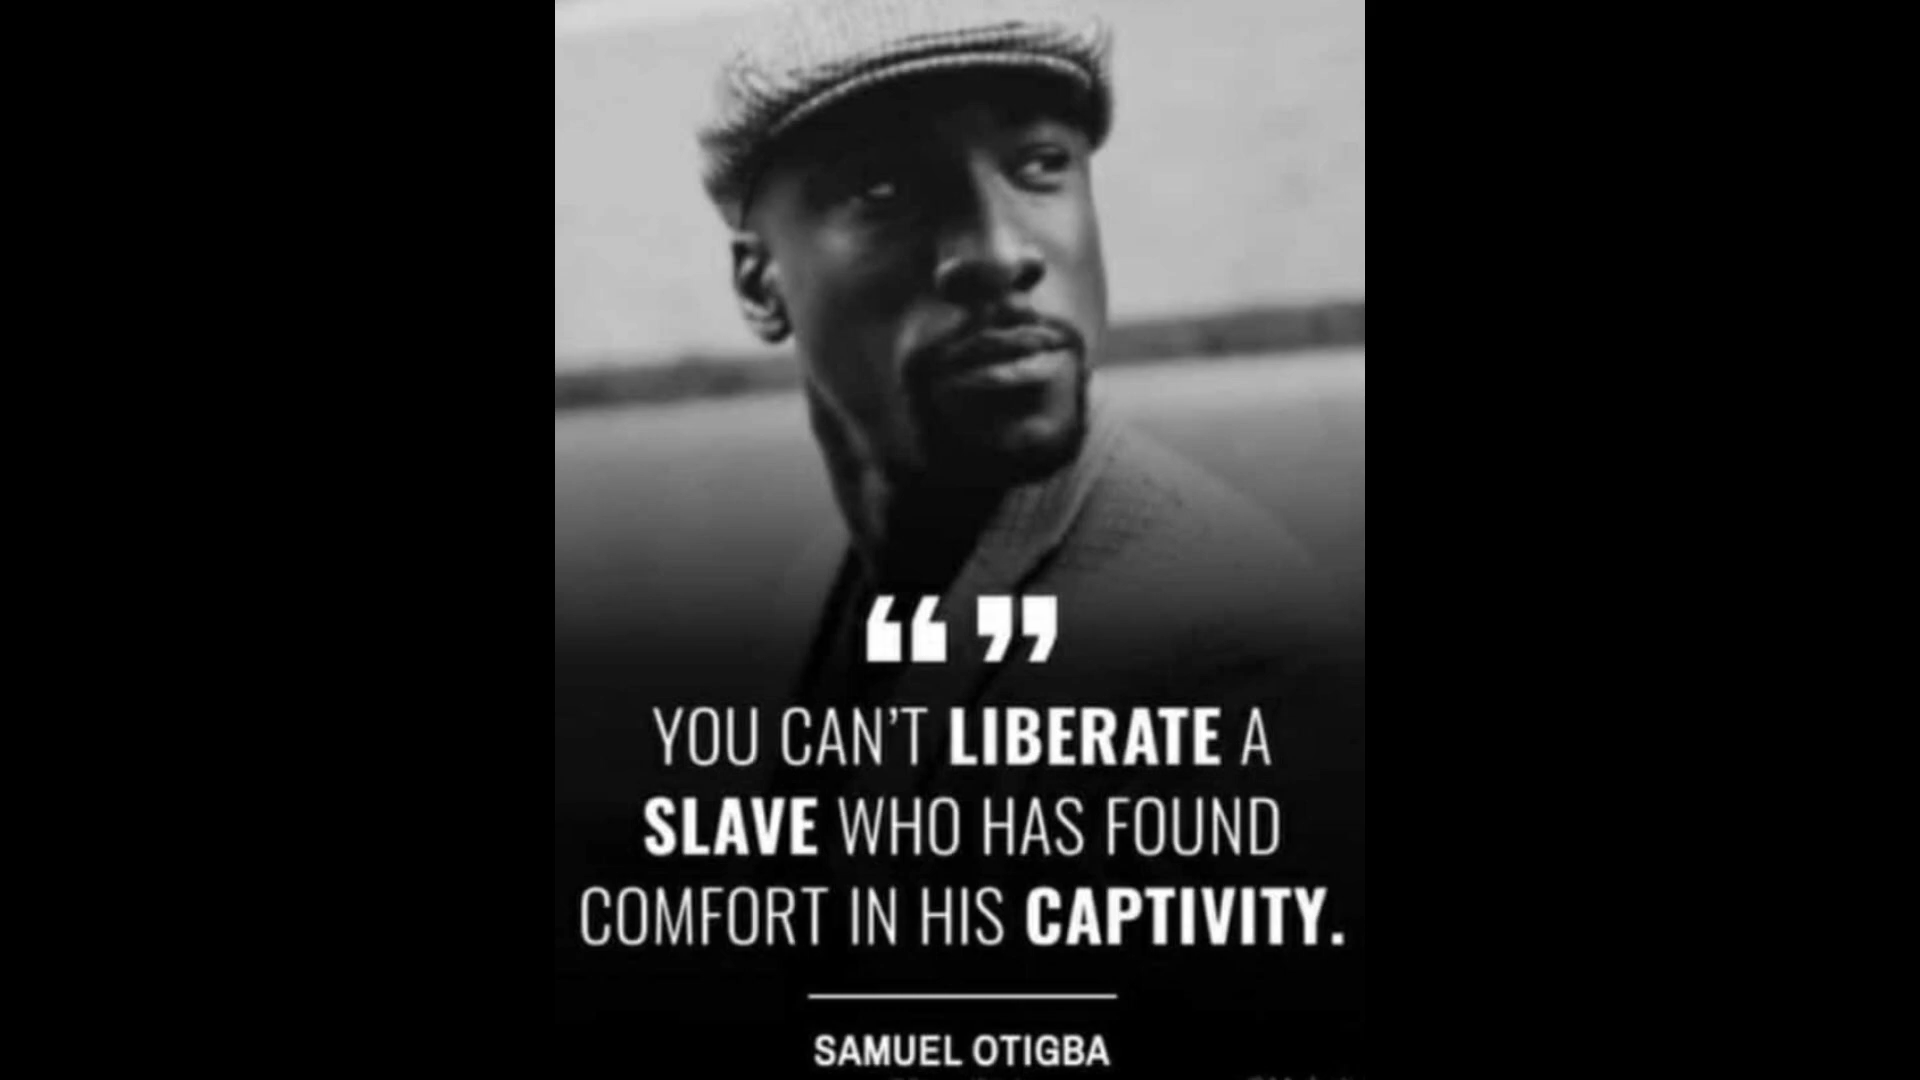 “ ”
YOU CAN’T LIBERATE A
SLAVE WHO HAS FOUND
COMFORT IN HIS CAPTIVITY.
SAMUEL OTIGBA